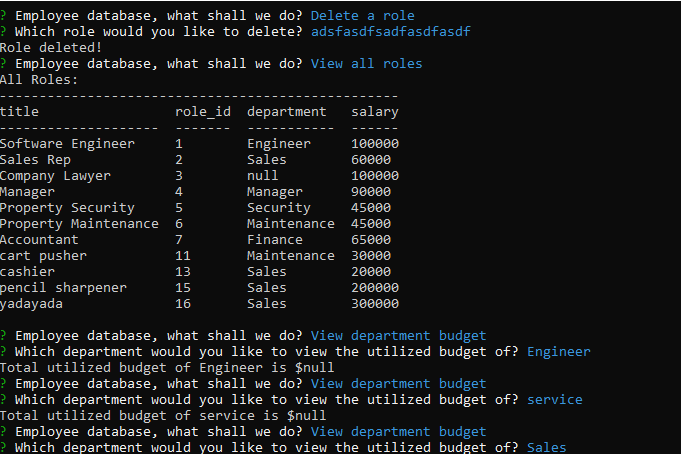 ? Employee database, what shall we do? Delete a role
? Which role would you like to delete? adsfasdfsadfasdfasdf
Role deleted!
? Employee database, what shall we do? View all roles
All Roles:
--------------------------------------------------
title                 role_id  department   salary
--------------------  -------  -----------  ------
Software Engineer     1        Engineer     100000
Sales Rep             2        Sales        60000
Company Lawyer        3        null         100000
Manager               4        Manager      90000
Property Security     5        Security     45000
Property Maintenance  6        Maintenance  45000
Accountant            7        Finance      65000
cart pusher           11       Maintenance  30000
cashier               13       Sales        20000
pencil sharpener      15       Sales        200000
yadayada              16       Sales        300000
? Employee database, what shall we do? View department budget
? Which department would you like to view the utilized budget of? Engineer
Total utilized budget of Engineer is $null
? Employee database, what shall we do? View department budget
? Which department would you like to view the utilized budget of? service
Total utilized budget of service is $null
? Employee database, what shall we do? View department budget
? Which department would you like to view the utilized budget of? Sales